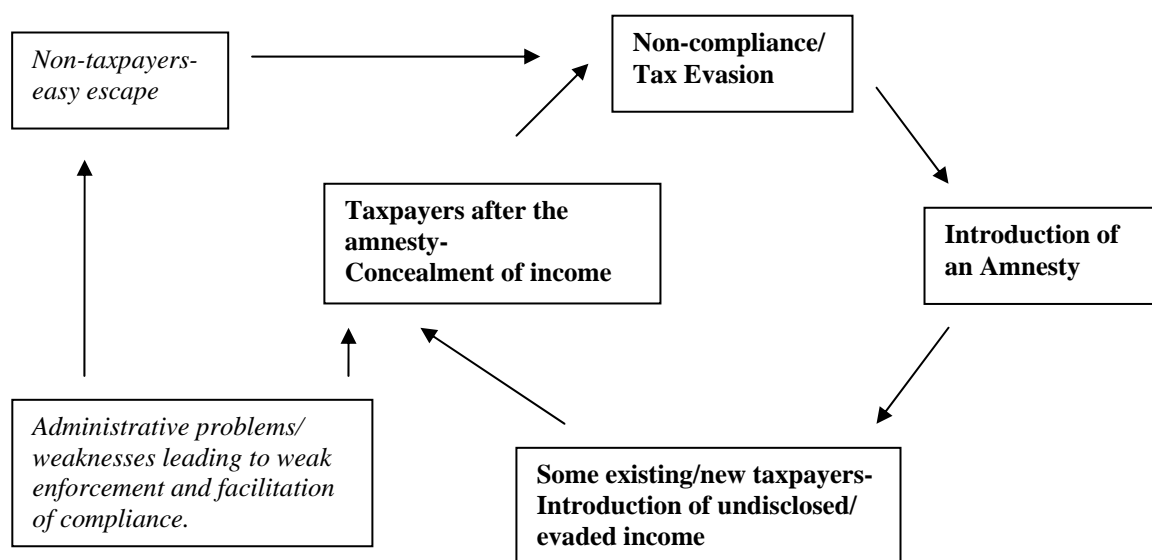 Non-taxpayers-
easy escape
Non-compliance/
Tax Evasion
Taxpayers after the
amnesty-
Concealment of income
Introduction of
an Amnesty
Administrative problems/
weaknesses leading to weak
enforcement and facilitation
of compliance.
Some existing/new taxpayers-
Introduction of undisclosed/
evaded income